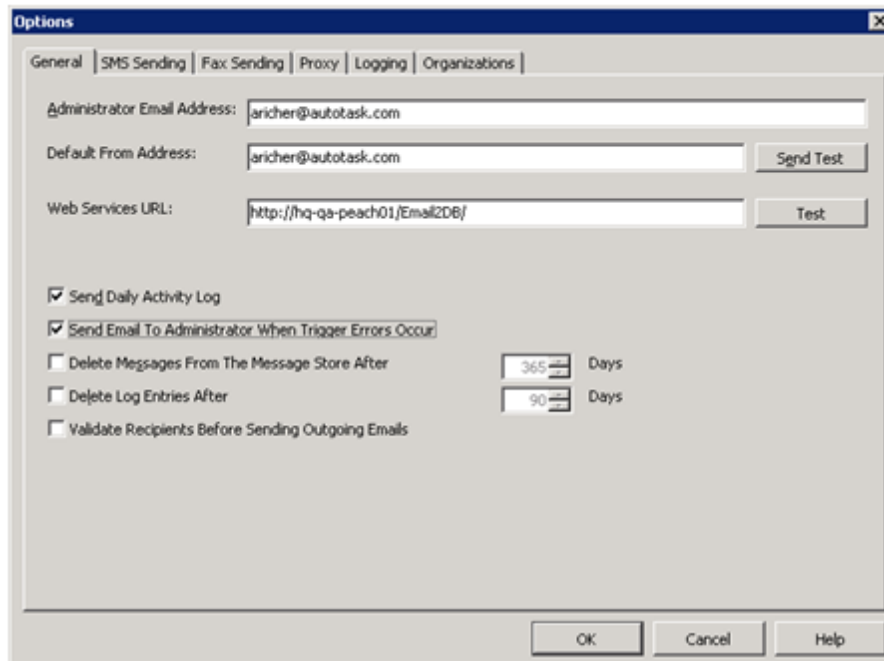 Options
General SMS Sending Fax Sending Proxy Logging Organizations
Administrator Email Address: aricher@autotask.com
Default From Address: aricher@autotask.com Send Test
Web Services URL: http://hq-qa-peach01/Email2DB/ Test
Send Daily Activity Log
Send Email To Administrator When Trigger Errors Occur
Delete Messages From The Message Store After 365 Days
Delete Log Entries After 90 Days
Validate Recipients Before Sending Outgoing Emails
OK Cancel Help